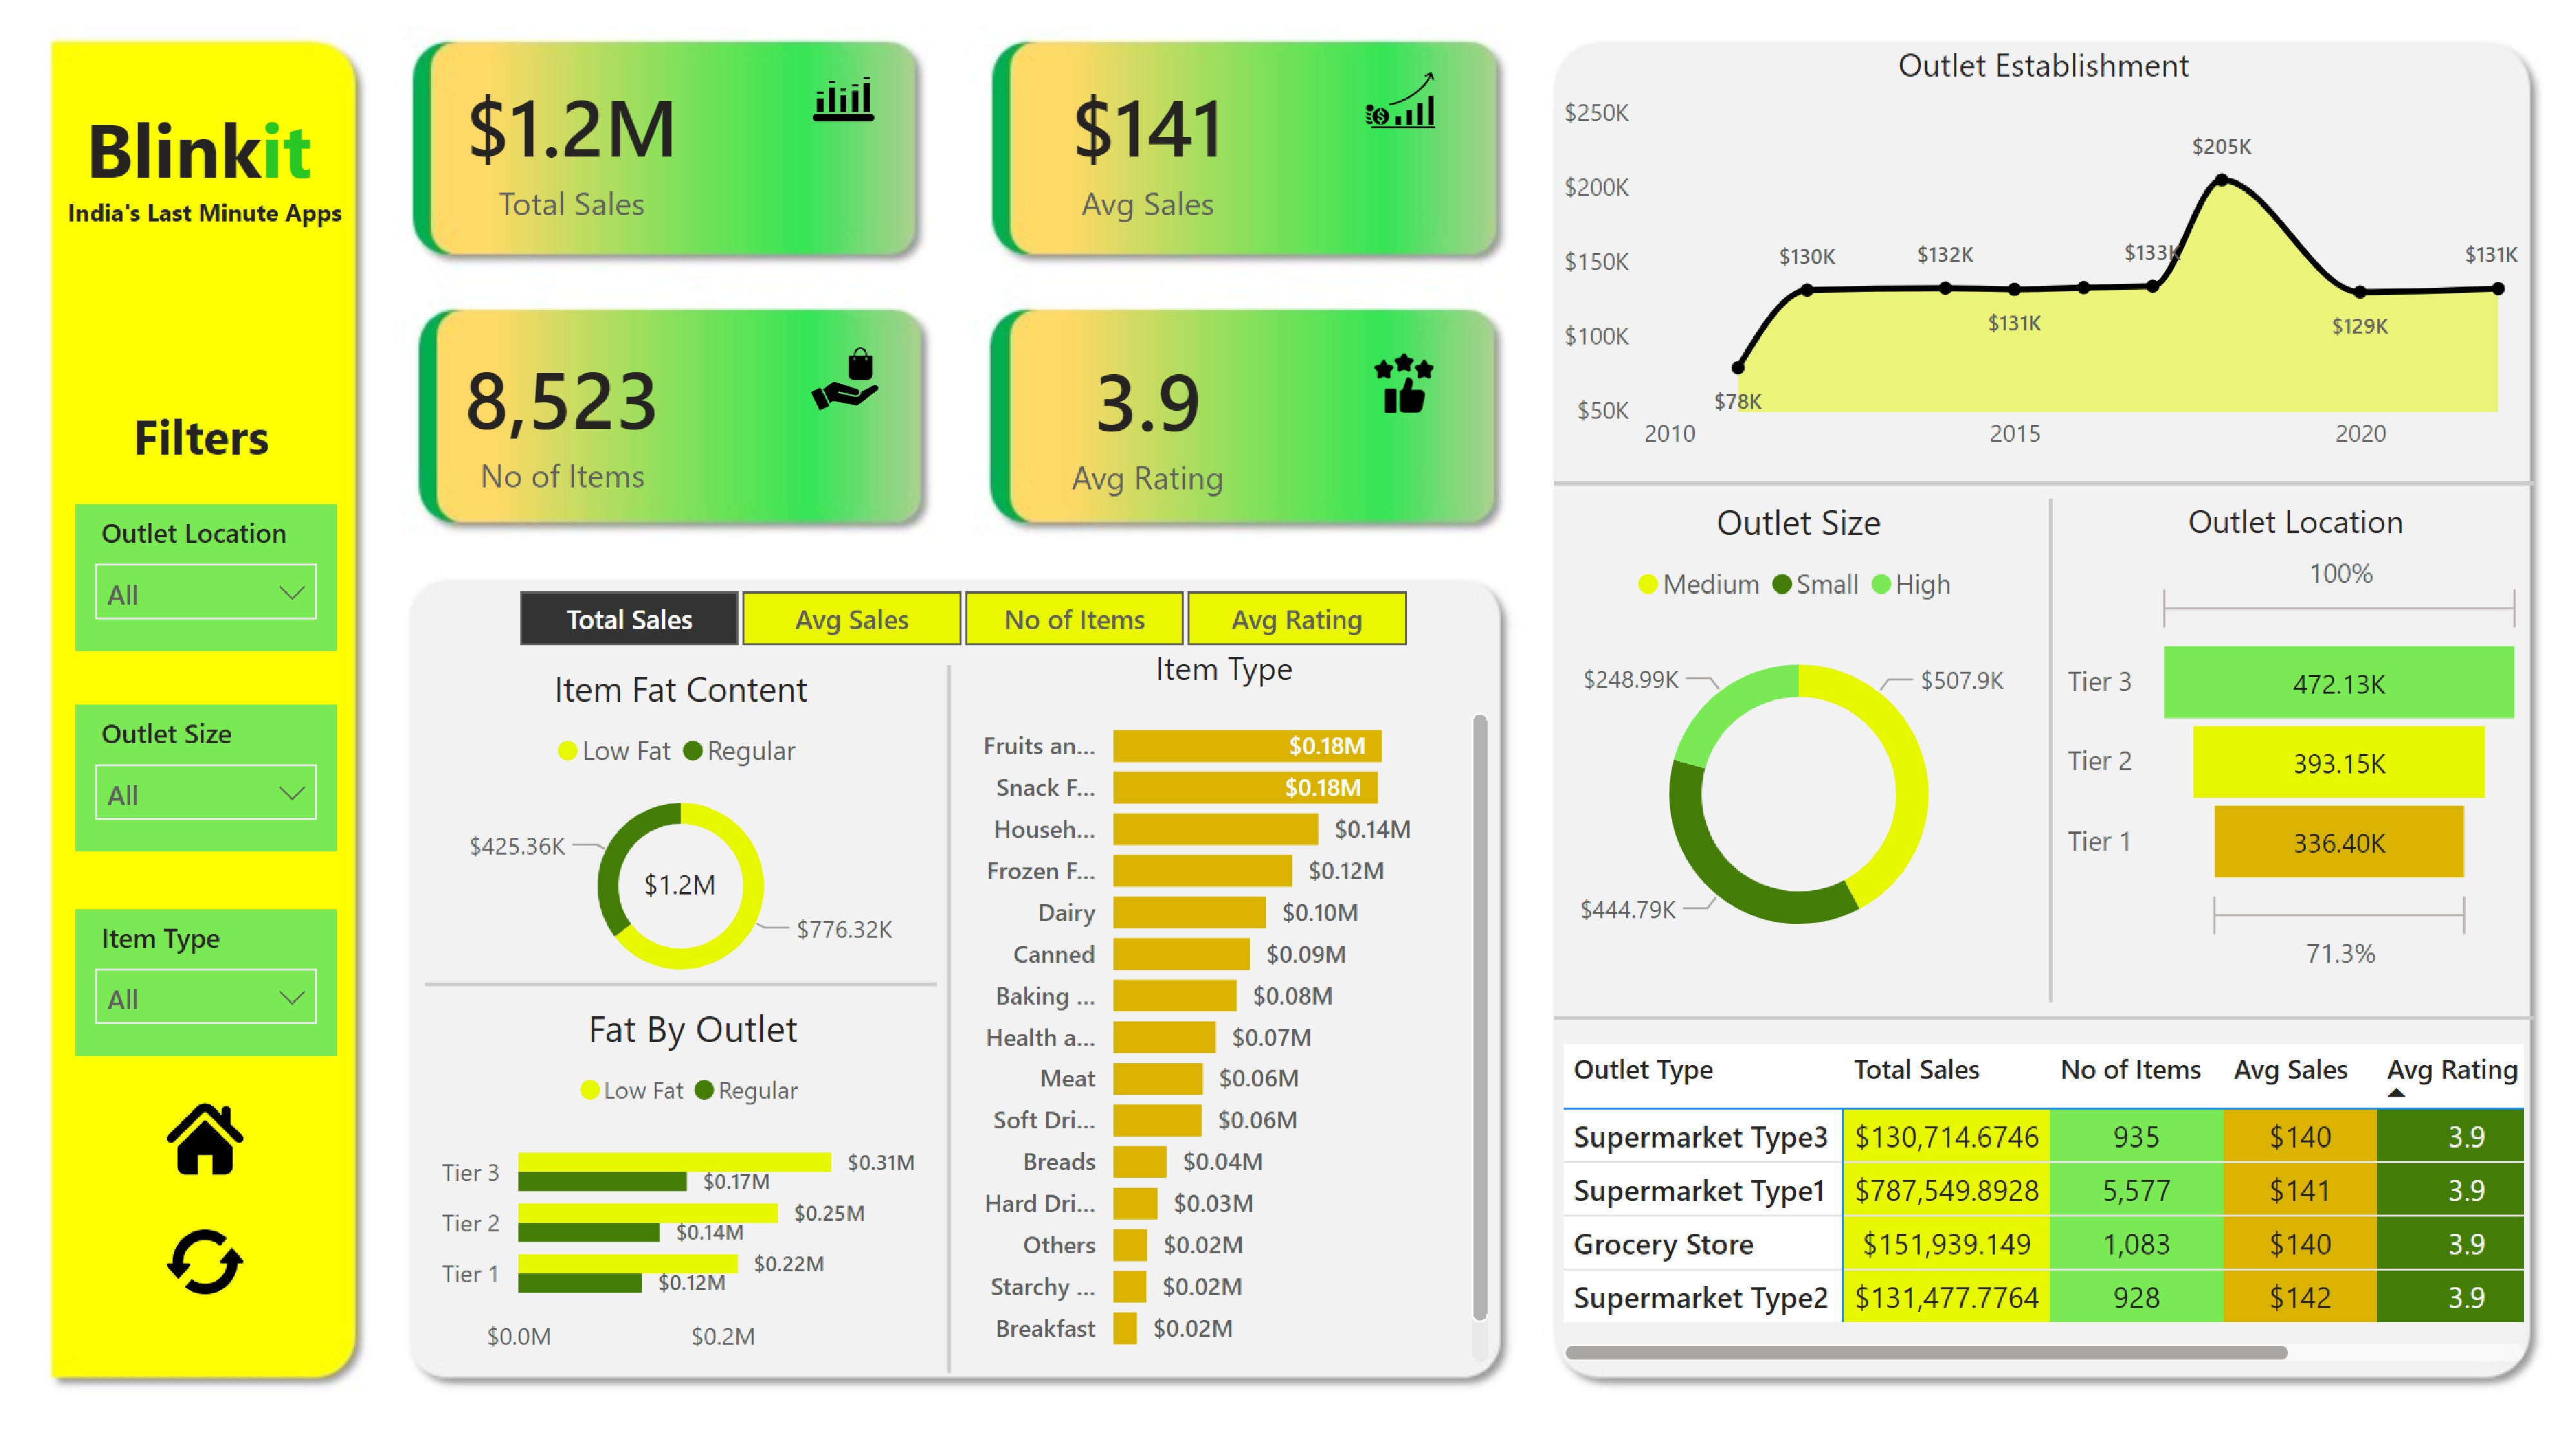 Blinkit
India's Last Minute Apps
Filters
Outlet Location
All
Outlet Size
All
Item Type
All
$1.2M
Total Sales
$141
Avg Sales
8,523
No of Items
3.9
Avg Rating
Total Sales
Avg Sales
No of Items
Avg Rating
Item Fat Content
Low Fat Regular
$425.36K
$1.2M
$776.32K
Fat By Outlet
Low Fat Regular
Tier 3 $0.31M
$0.17M
Tier 2 $0.25M
$0.14M
Tier 1 $0.22M
$0.12M
$0.0M $0.2M
Item Type
Fruits an... $0.18M
Snack F... $0.18M
Househ... $0.14M
Frozen F... $0.12M
Dairy $0.10M
Canned $0.09M
Baking ... $0.08M
Health a... $0.07M
Meat $0.06M
Soft Dri... $0.06M
Breads $0.04M
Hard Dri... $0.03M
Others $0.02M
Starchy ... $0.02M
Breakfast $0.02M
Outlet Establishment
$250K
$200K
$150K
$100K
$50K
$78K
$130K
$132K
$131K
$133K
$205K
$129K
$131K
2010 2015 2020
Outlet Size
Medium Small High
$248.99K
$507.9K
$444.79K
Outlet Location
100%
Tier 3 472.13K
Tier 2 393.15K
Tier 1 336.40K
71.3%
Outlet Type Total Sales No of Items Avg Sales Avg Rating
Supermarket Type3 $130,714.6746 935 $140 3.9
Supermarket Type1 $787,549.8928 5,577 $141 3.9
Grocery Store $151,939.149 1,083 $140 3.9
Supermarket Type2 $131,477.7764 928 $142 3.9